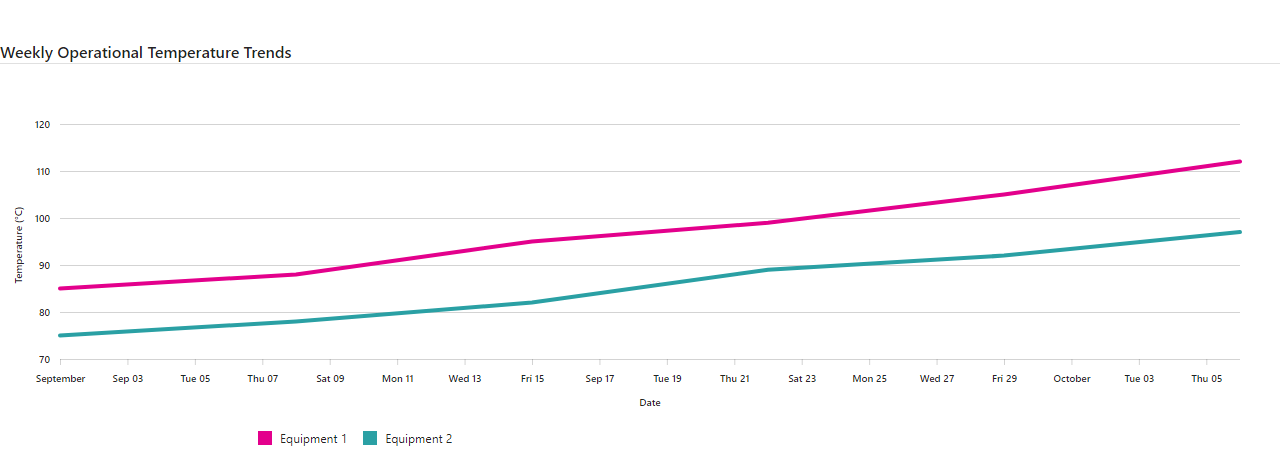 Weekly Operational Temperature Trends
120
110
100
90
80
70
Temperature (°C)
September Sep 03 Tue 05 Thu 07 Sat 09 Mon 11 Wed 13 Fri 15 Sep 17 Tue 19 Thu 21 Sat 23 Mon 25 Wed 27 Fri 29 October Tue 03 Thu 05
Date
Equipment 1 Equipment 2